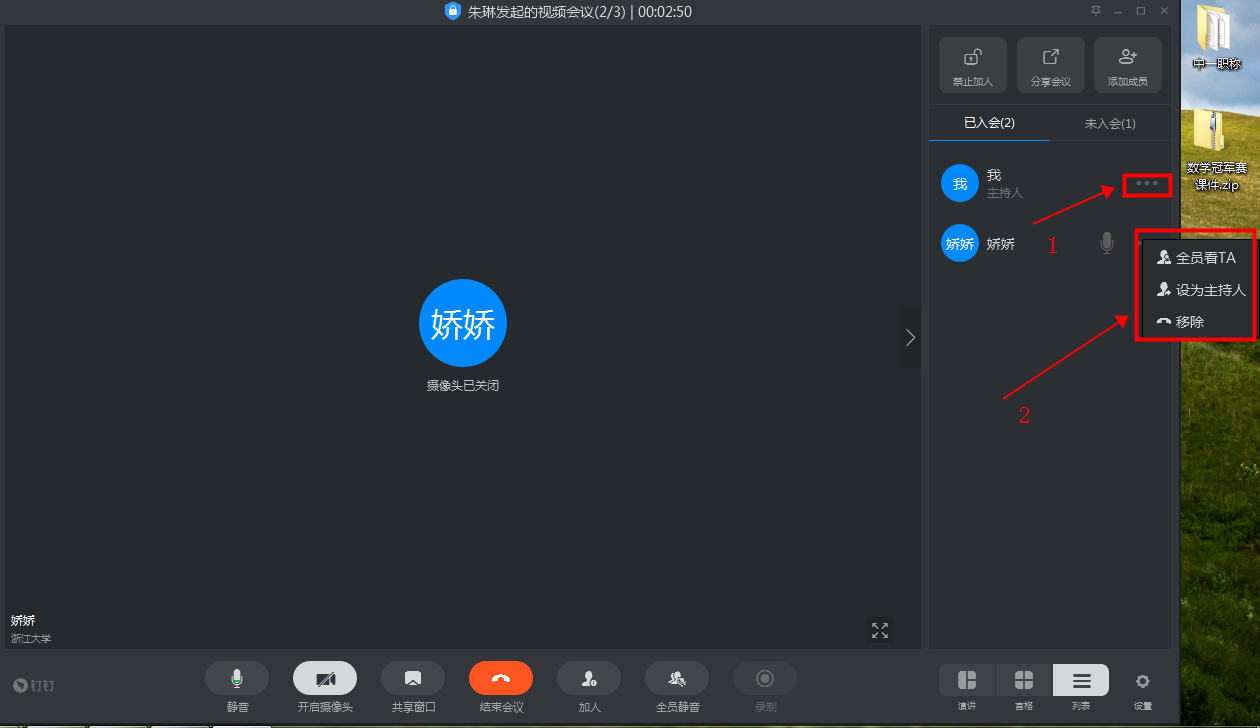 朱琳发起的视频会议(2/3) | 00:02:50
中一职称
数学冠军赛
课件.zip
禁止加人
分享会议
添加成员
已入会(2)
未入会(1)
我
我
主持人
1
娇娇
娇娇
全员看TA
设为主持人
移除
2
娇娇
摄像头已关闭
娇娇
浙江大学
钉钉
静音
开启摄像头
共享窗口
结束会议
加人
全员静音
录制
演讲
宫格
列表
设置